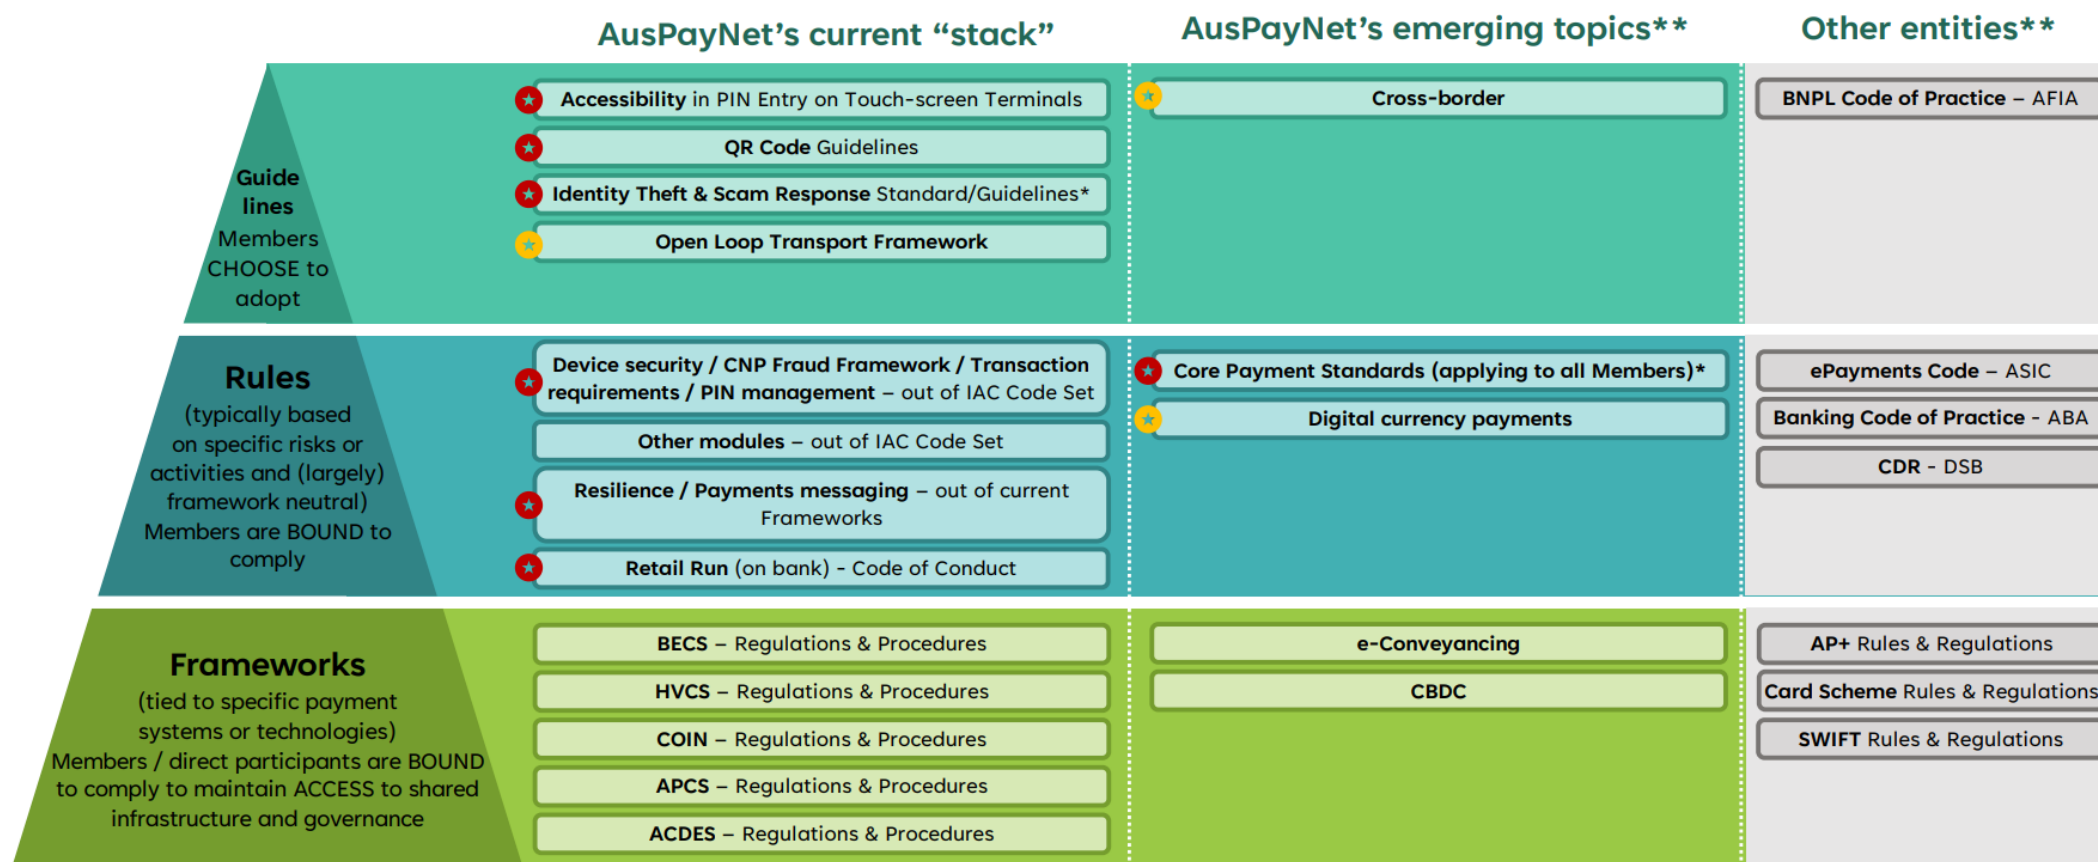 AusPayNet’s current “stack”
AusPayNet’s emerging topics**
Other entities**
Guide
lines
Members
CHOOSE to
adopt
Accessibility in PIN Entry on Touch-screen Terminals
QR Code Guidelines
Identity Theft & Scam Response Standard/Guidelines*
Open Loop Transport Framework
Cross-border
BNPL Code of Practice – AFIA
Rules
(typically based
on specific risks or
activities and (largely)
framework neutral)
Members are BOUND to
comply
Device security / CNP Fraud Framework / Transaction
requirements / PIN management – out of IAC Code Set
Other modules – out of IAC Code Set
Resilience / Payments messaging – out of current
Frameworks
Retail Run (on bank) - Code of Conduct
Core Payment Standards (applying to all Members)*
Digital currency payments
ePayments Code – ASIC
Banking Code of Practice - ABA
CDR - DSB
Frameworks
(tied to specific payment
systems or technologies)
Members / direct participants are BOUND
to comply to maintain ACCESS to shared
infrastructure and governance
BECS – Regulations & Procedures
HVCS – Regulations & Procedures
COIN – Regulations & Procedures
APCS – Regulations & Procedures
ACDES – Regulations & Procedures
e-Conveyancing
CBDC
AP+ Rules & Regulations
Card Scheme Rules & Regulations
SWIFT Rules & Regulations